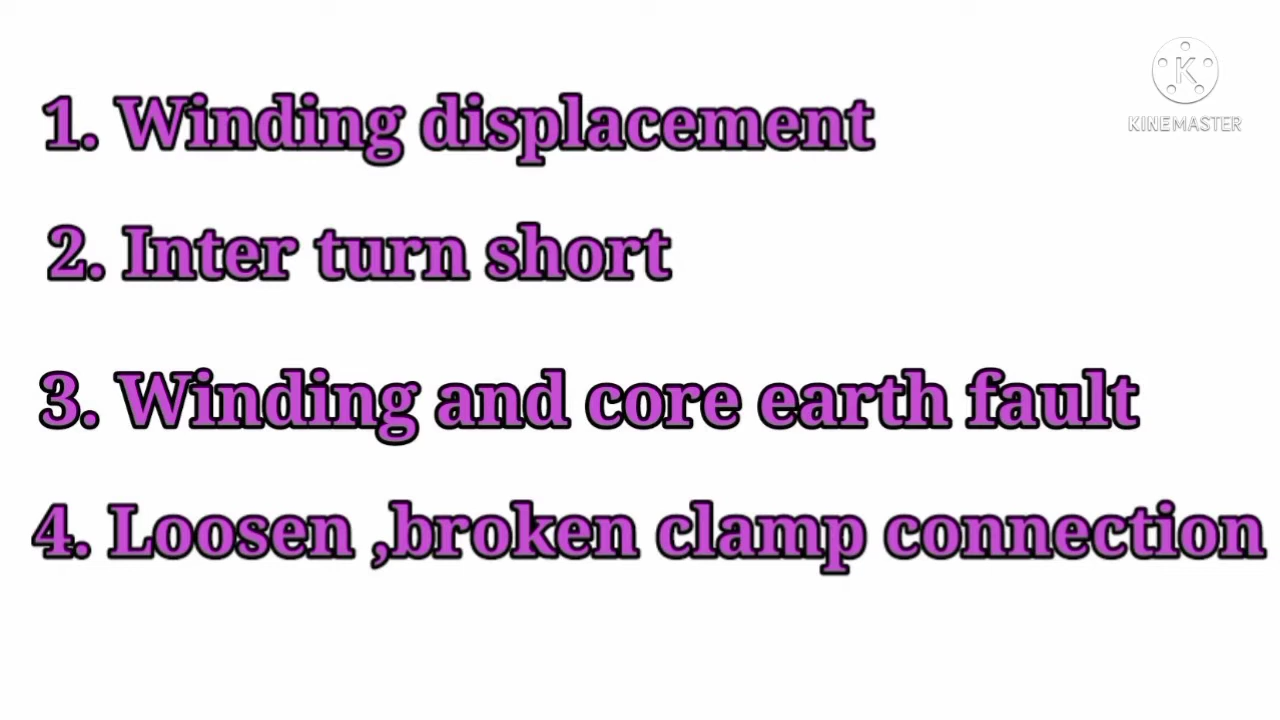 1. Winding displacement
2. Inter turn short
3. Winding and core earth fault
4. Loosen ,broken clamp connection
K
KINEMASTER